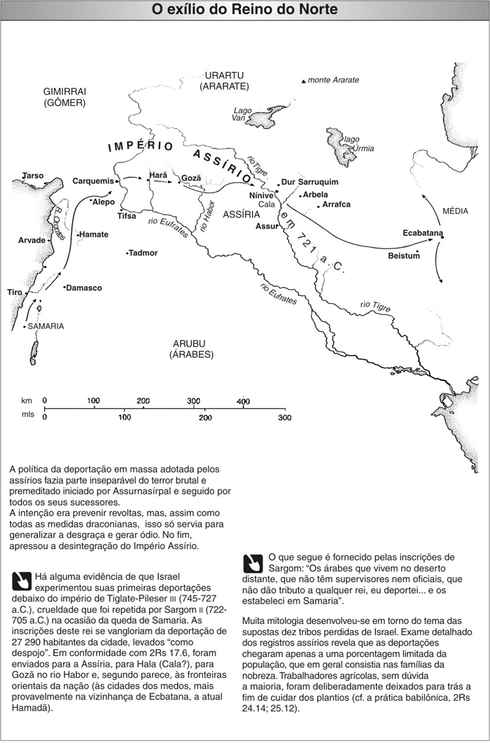 O exílio do Reino do Norte
URARTU
(ARARATE)
monte Ararate
GIMIRRAI
(GÔMER)
Lago
Van
lago
Urmia
IMPÉRIO ASSÍRIO em 721 a.C.
rio Tigre
Tarso
Carquemis
Hará
Gozã
Dur Sarruquim
Nínive
Cala
Arbela
Arrafca
Alepo
Tifsa
rio Habor
ASSÍRIA
MÉDIA
R. Orontes
rio Eufrates
Assur
Ecabatana
Arvade
Hamate
Beistum
Tadmor
Tiro
Damasco
rio Eufrates
rio Tigre
SAMARIA
ARUBU
(ÁRABES)
km 0 100 200 300 400
mls 0 100 200 300
A política da deportação em massa adotada pelos
assírios fazia parte inseparável do terror brutal e
premeditado iniciado por Assurnasírpal e seguido por
todos os seus sucessores.
A intenção era prevenir revoltas, mas, assim como
todas as medidas draconianas, isso só servia para
generalizar a desgraça e gerar ódio. No fim,
apressou a desintegração do Império Assírio.
Há alguma evidência de que Israel
experimentou suas primeiras deportações
debaixo do império de Tiglate-Pileser III (745-727
a.C.), crueldade que foi repetida por Sargom II (722-
705 a.C.) na ocasião da queda de Samaria. As
inscrições deste rei se vangloriam da deportação de
27 290 habitantes da cidade, levados “como
despojo”. Em conformidade com 2Rs 17.6, foram
enviados para a Assíria, para Hala (Cala?), para
Gozã no rio Habor e, segundo parece, às fronteiras
orientais da nação (às cidades dos medos, mais
provavelmente na vizinhança de Ecbatana, a atual
Hamadã).
O que segue é fornecido pelas inscrições de
Sargom: “Os árabes que vivem no deserto
distante, que não têm supervisores nem oficiais, que
não dão tributo a qualquer rei, eu deportei... e os
estabeleci em Samaria”.
Muita mitologia desenvolveu-se em torno do tema das
supostas dez tribos perdidas de Israel. Exame detalhado
dos registros assírios revela que as deportações
chegaram apenas a uma porcentagem limitada da
população, que em geral consistia nas famílias da
nobreza. Trabalhadores agrícolas, sem dúvida
a maioria, foram deliberadamente deixados para trás a
fim de cuidar dos plantios (cf. a prática babilônica, 2Rs
24.14; 25.12).